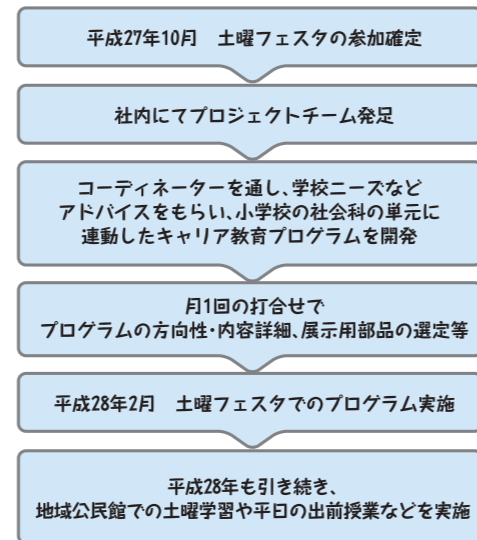 平成27年10月　土曜フェスタの参加確定
社内にてプロジェクトチーム発足
コーディネーターを通し、学校ニーズなど
アドバイスをもらい、小学校の社会科の単元に
連動したキャリア教育プログラムを開発
月1回の打合せで
プログラムの方向性・内容詳細、展示用部品の選定等
平成28年2月　土曜フェスタでのプログラム実施
平成28年も引き続き、
地域公民館での土曜学習や平日の出前授業などを実施